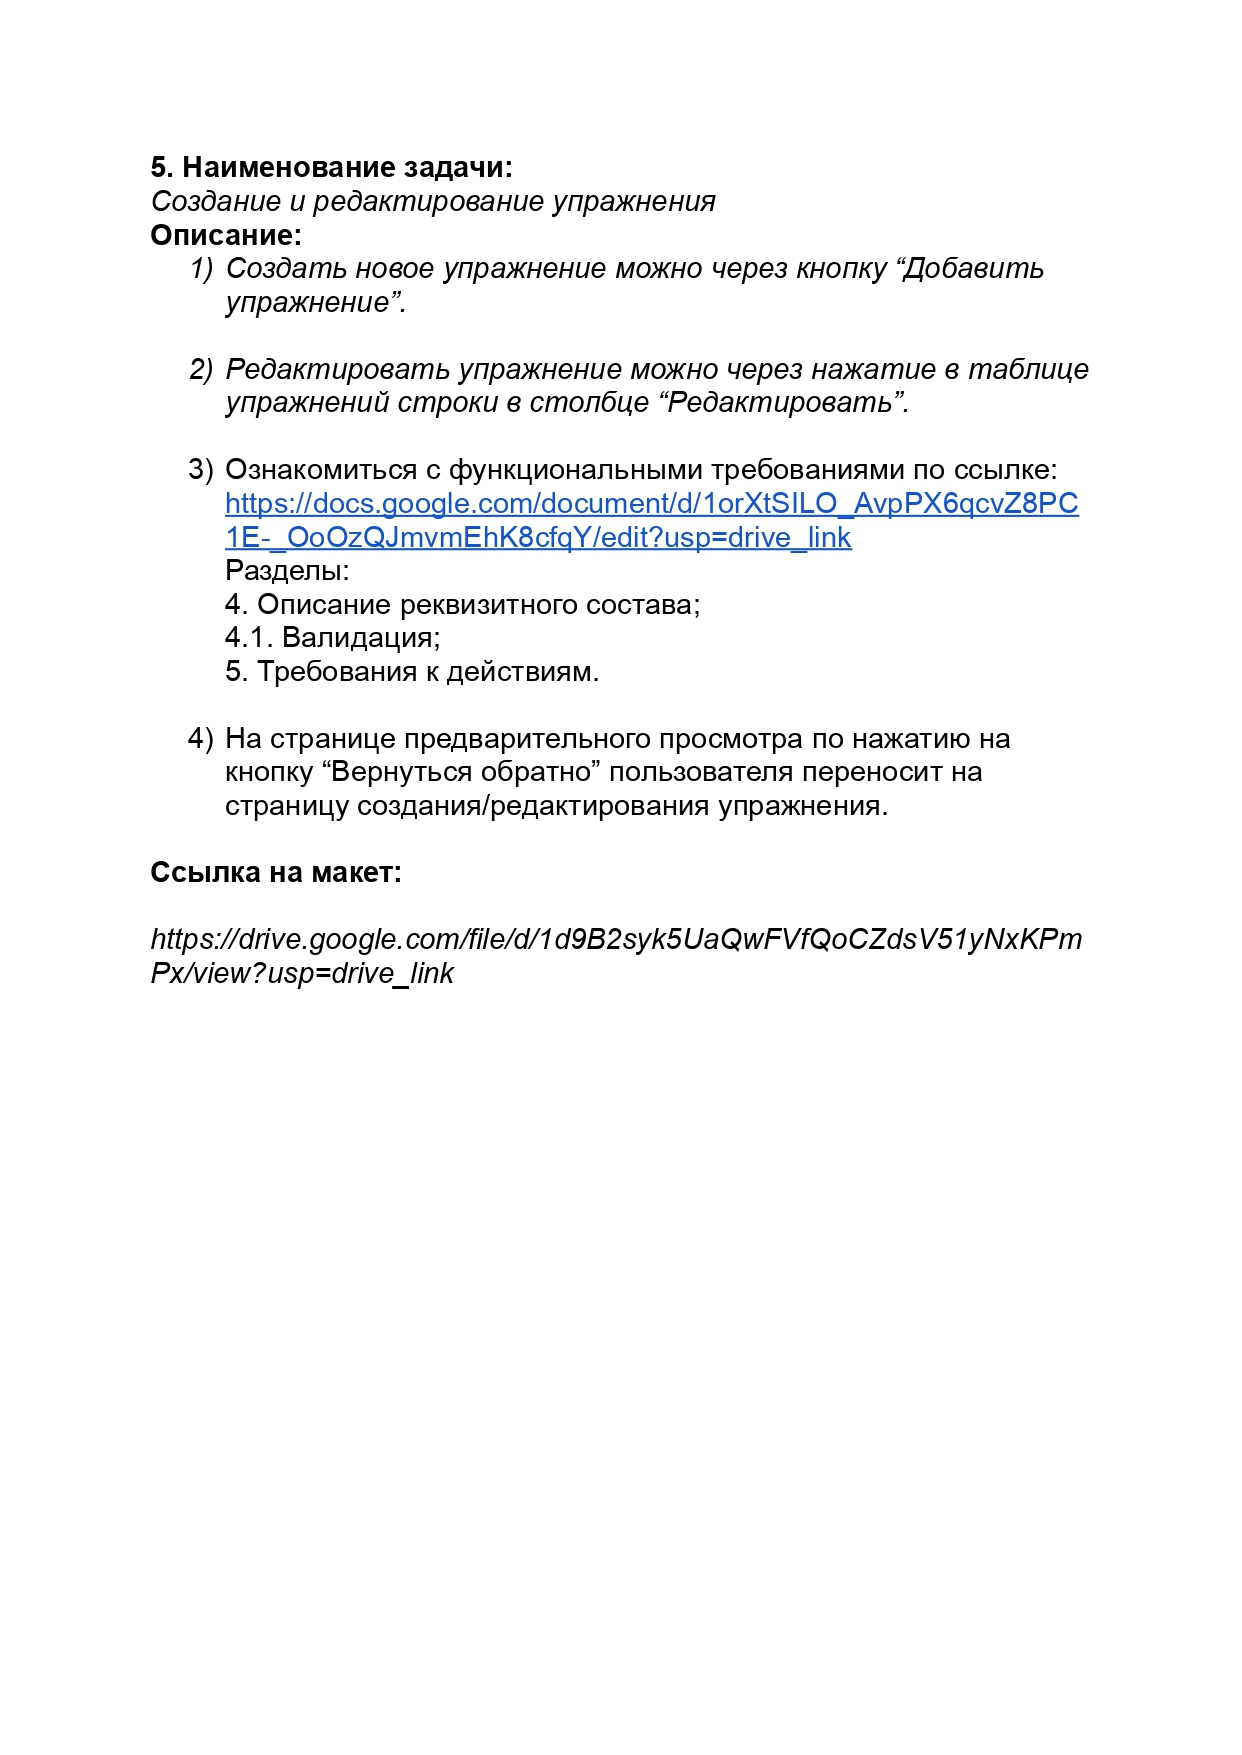 5. Наименование задачи:
Создание и редактирование упражнения
Описание:
1) Создать новое упражнение можно через кнопку “Добавить
упражнение”.
2) Редактировать упражнение можно через нажатие в таблице
упражнений строки в столбце “Редактировать”.
3) Ознакомиться с функциональными требованиями по ссылке:
https://docs.google.com/document/d/1orXtSILO_AvpPX6qcvZ8PC
1E-_OoOzQJmvmEhK8cfqY/edit?usp=drive_link
Разделы:
4. Описание реквизитного состава;
4.1. Валидация;
5. Требования к действиям.
4) На странице предварительного просмотра по нажатию на
кнопку “Вернуться обратно” пользователя переносит на
страницу создания/редактирования упражнения.
Ссылка на макет:
https://drive.google.com/file/d/1d9B2syk5UaQwFVfQoCZdsV51yNxKPm
Px/view?usp=drive_link